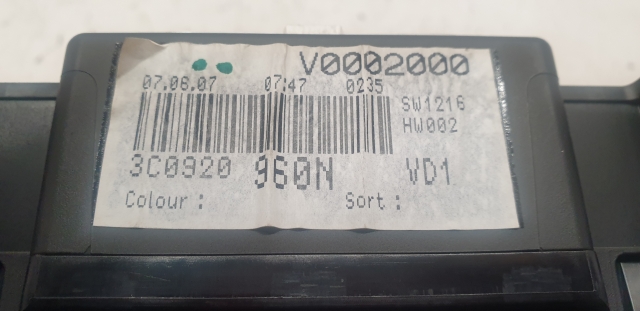 V0002000
07.06.07 07:47 0235
SW1216
HW002
3C0920 960N VD1
Colour : Sort :